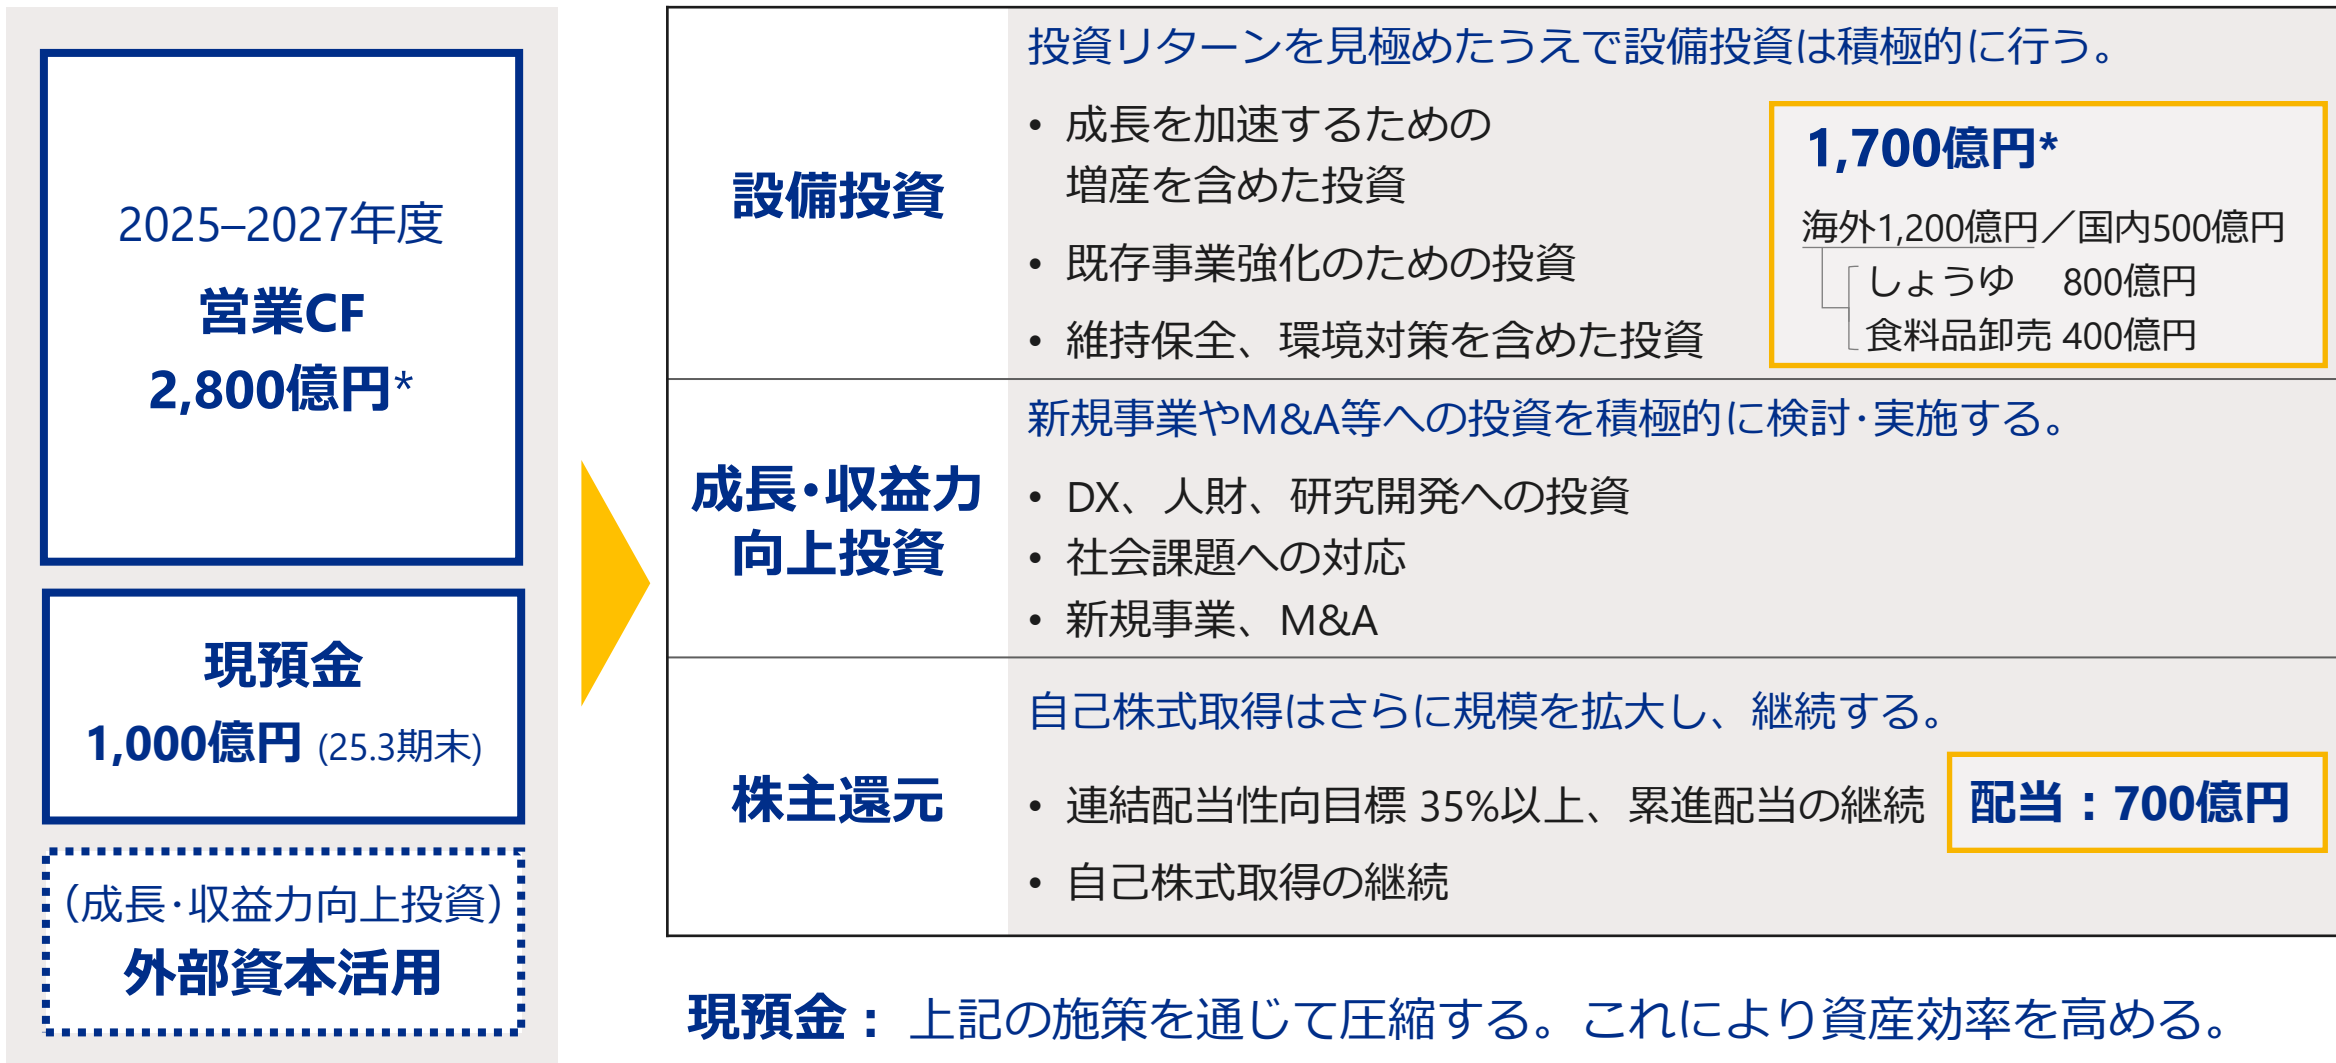 2025–2027年度
営業CF
2,800億円*
現預金
1,000億円 (25.3期末)
（成長･収益力向上投資）
外部資本活用
設備投資
投資リターンを見極めたうえで設備投資は積極的に行う。
• 成長を加速するための
増産を含めた投資
• 既存事業強化のための投資
• 維持保全、環境対策を含めた投資
1,700億円*
海外1,200億円／国内500億円
しょうゆ 800億円
食料品卸売 400億円
成長･収益力
向上投資
新規事業やM&A等への投資を積極的に検討･実施する。
• DX、人財、研究開発への投資
• 社会課題への対応
• 新規事業、M&A
株主還元
自己株式取得はさらに規模を拡大し、継続する。
• 連結配当性向目標 35%以上、累進配当の継続
配当：700億円
• 自己株式取得の継続
現預金： 上記の施策を通じて圧縮する。これにより資産効率を高める。